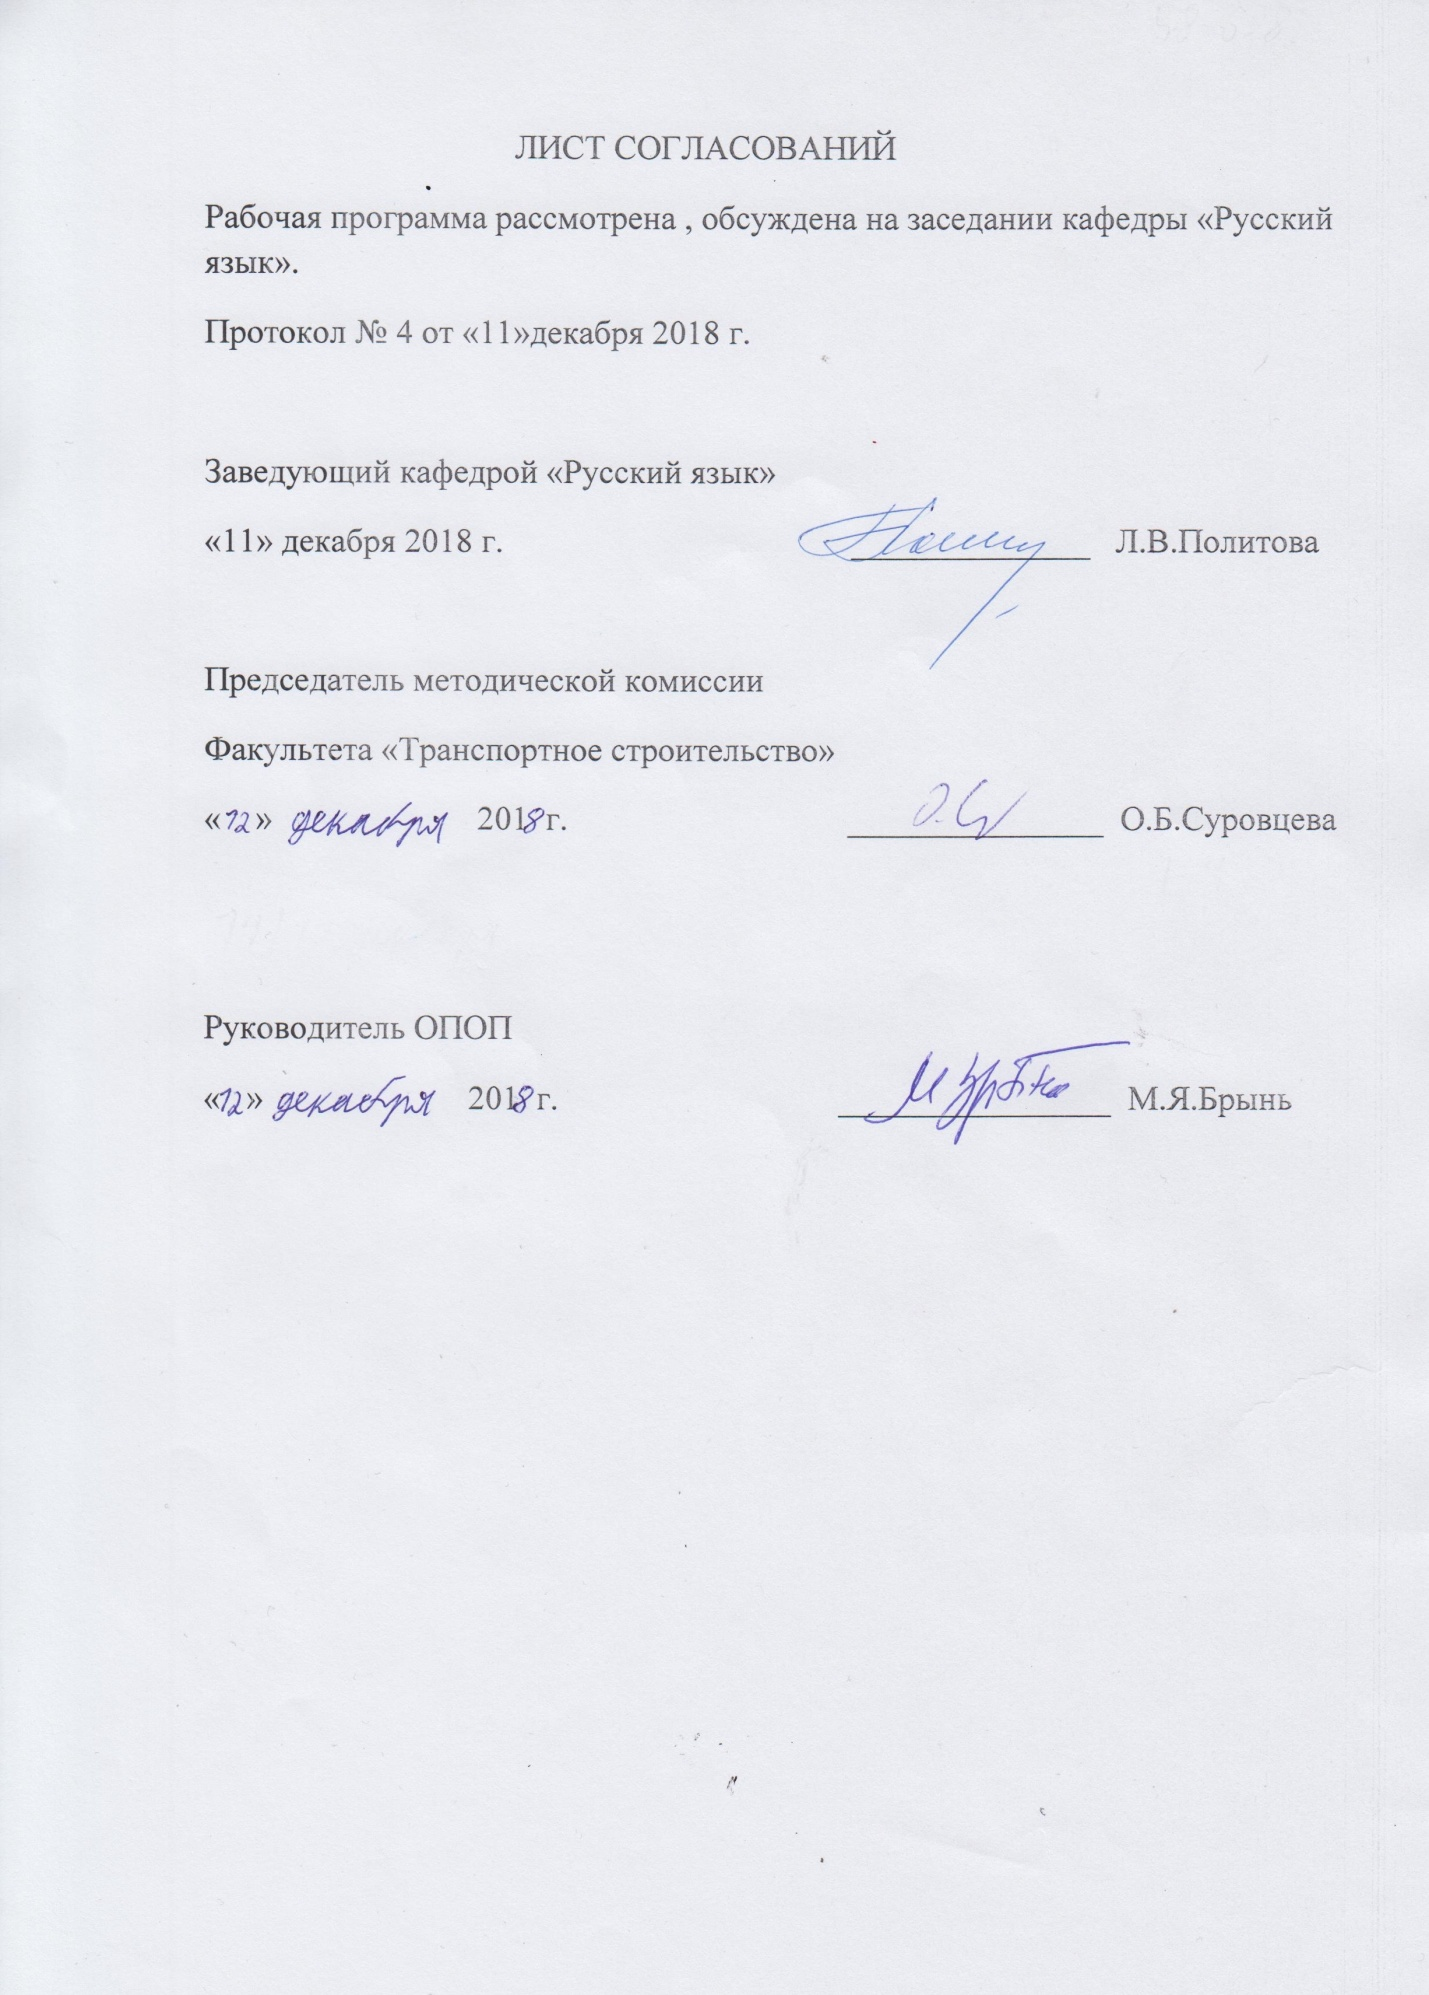 ЛИСТ СОГЛАСОВАНИЙ
Рабочая программа рассмотрена , обсуждена на заседании кафедры «Русский
язык».
Протокол № 4 от «11»декабря 2018 г.
Заведующий кафедрой «Русский язык»
«11» декабря 2018 г. Л.В.Политова
Председатель методической комиссии
Факультета «Транспортное строительство»
«12» декабря 2018 г. О.Б.Суровцева
Руководитель ОПОП
«12» декабря 2018 г. М.Я.Брынь